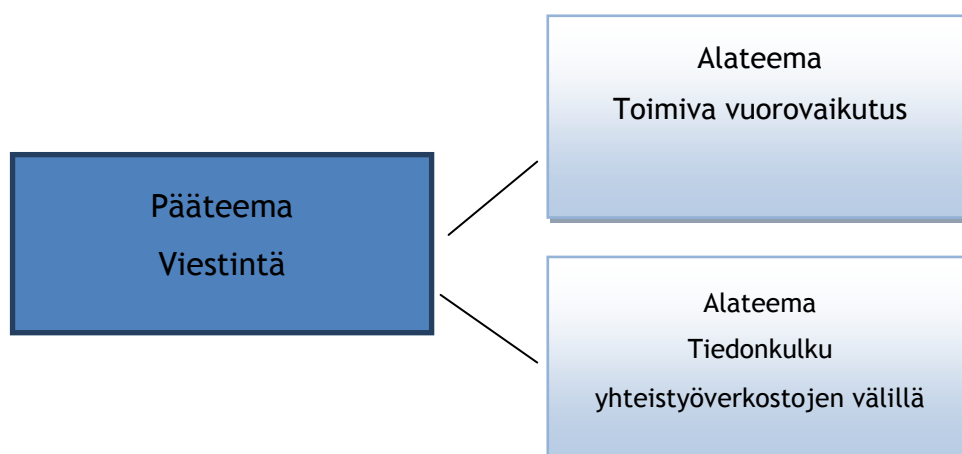 Pääteema
Viestintä
Alateema
Toimiva vuorovaikutus
Alateema
Tiedonkulku
yhteistyöverkostojen välillä